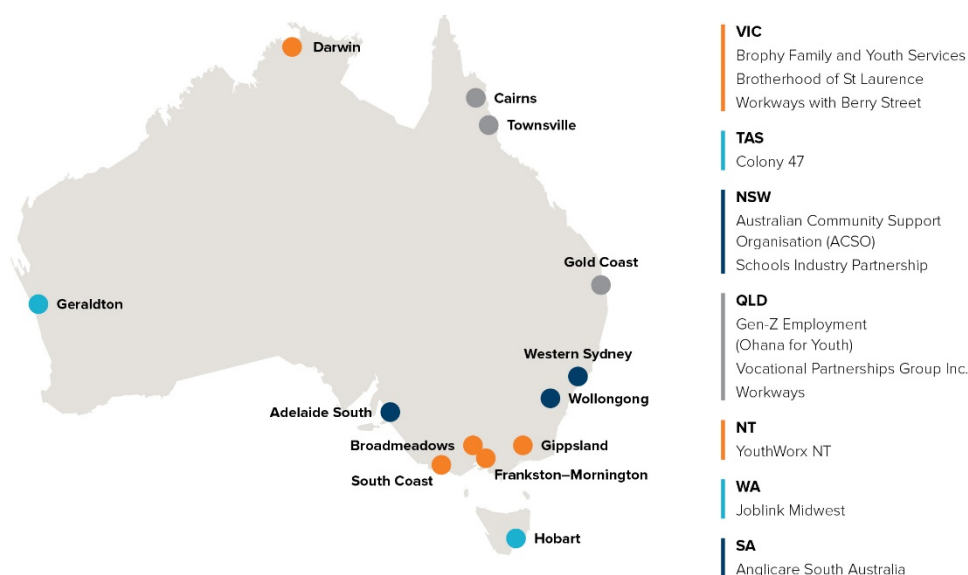 Darwin
Cairns
Townsville
Gold Coast
Geraldton
Western Sydney
Wollongong
Adelaide South
Broadmeadows
Gippsland
South Coast
Frankston–Mornington
Hobart
VIC
Brophy Family and Youth Services
Brotherhood of St Laurence
Workways with Berry Street
TAS
Colony 47
NSW
Australian Community Support
Organisation (ACSO)
Schools Industry Partnership
QLD
Gen-Z Employment
(Ohana for Youth)
Vocational Partnerships Group Inc.
Workways
NT
YouthWorx NT
WA
Joblink Midwest
SA
Anglicare South Australia